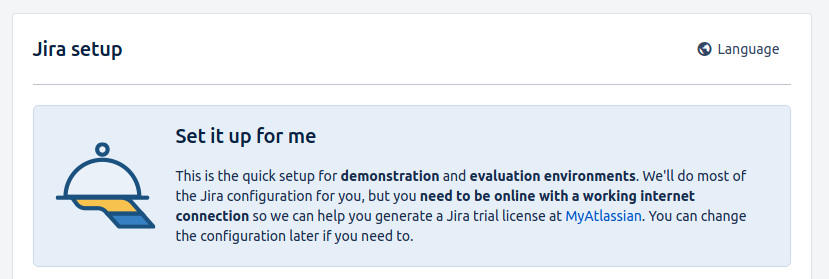 Jira setup
Language
Set it up for me
This is the quick setup for demonstration and evaluation environments. We'll do most of
the Jira configuration for you, but you need to be online with a working internet
connection so we can help you generate a Jira trial license at MyAtlassian. You can change
the configuration later if you need to.